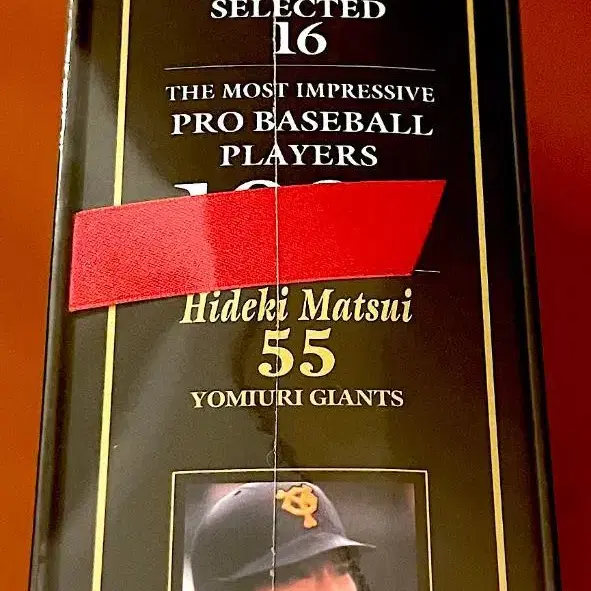 SELECTED
16
THE MOST IMPRESSIVE
PRO BASEBALL
PLAYERS
Hideki Matsui
55
YOMIURI GIANTS